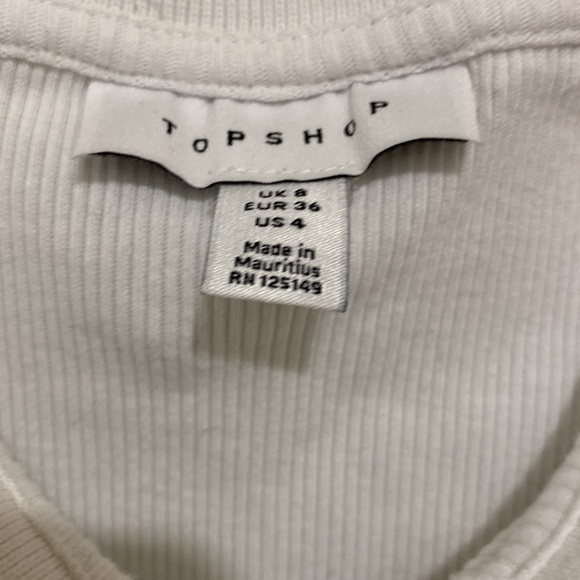 TOPSHOP
UK 8
EUR 36
US 4
Made in
Mauritius
RN 125149